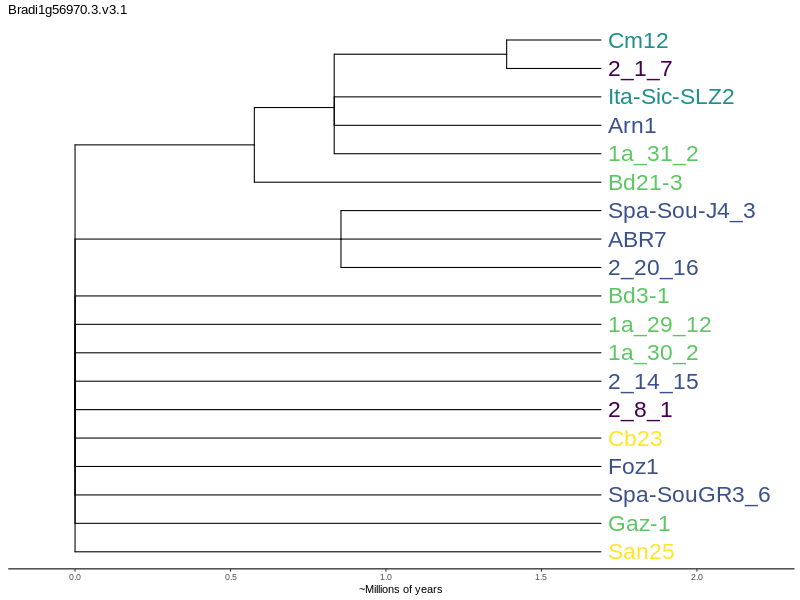 Bradi1g56970.3.v3.1
Cm12
2_1_7
Ita-Sic-SLZ2
Arn1
1a_31_2
Bd21-3
Spa-Sou-J4_3
ABR7
2_20_16
Bd3-1
1a_29_12
1a_30_2
2_14_15
2_8_1
Cb23
Foz1
Spa-SouGR3_6
Gaz-1
San25
0.0 0.5 1.0 1.5 2.0
~Millions of years